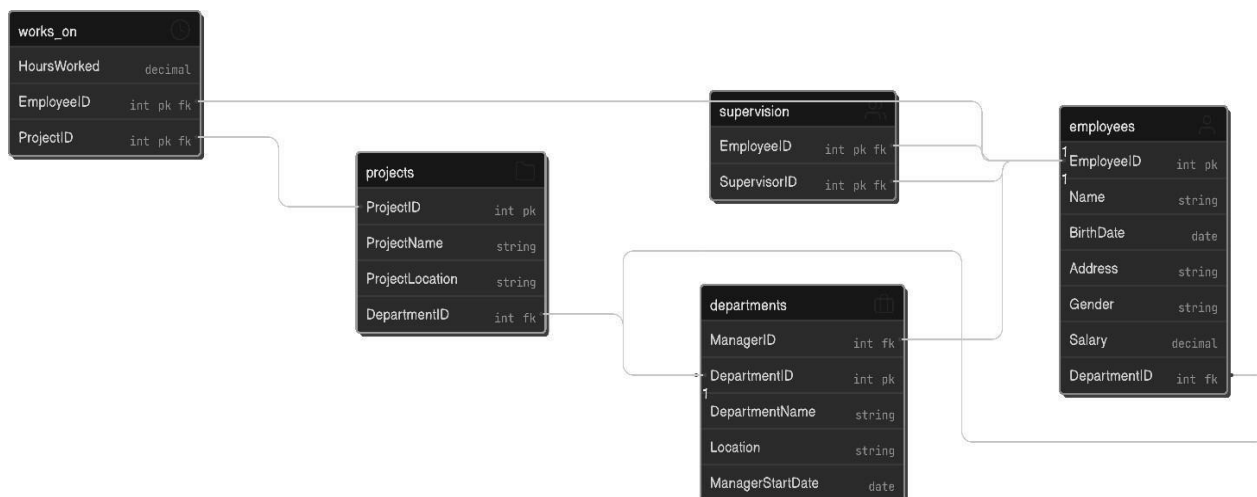 works_on
HoursWorked decimal
EmployeeID int pk fk
ProjectID int pk fk
projects
ProjectID int pk
ProjectName string
ProjectLocation string
DepartmentID int fk
supervision
EmployeeID int pk fk
SupervisorID int pk fk
departments
ManagerID int fk
DepartmentID int pk
1
DepartmentName string
Location string
ManagerStartDate date
employees
1
EmployeeID int pk
1
Name string
BirthDate date
Address string
Gender string
Salary decimal
DepartmentID int fk